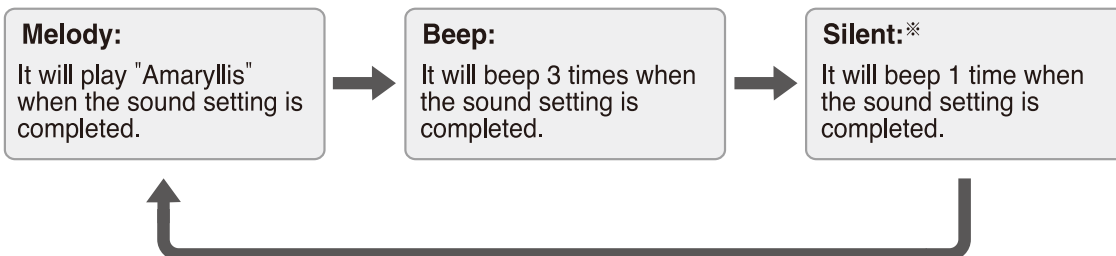 Melody:
It will play "Amaryllis"
when the sound setting is
completed.
Beep:
It will beep 3 times when
the sound setting is
completed.
Silent:※
It will beep 1 time when
the sound setting is
completed.